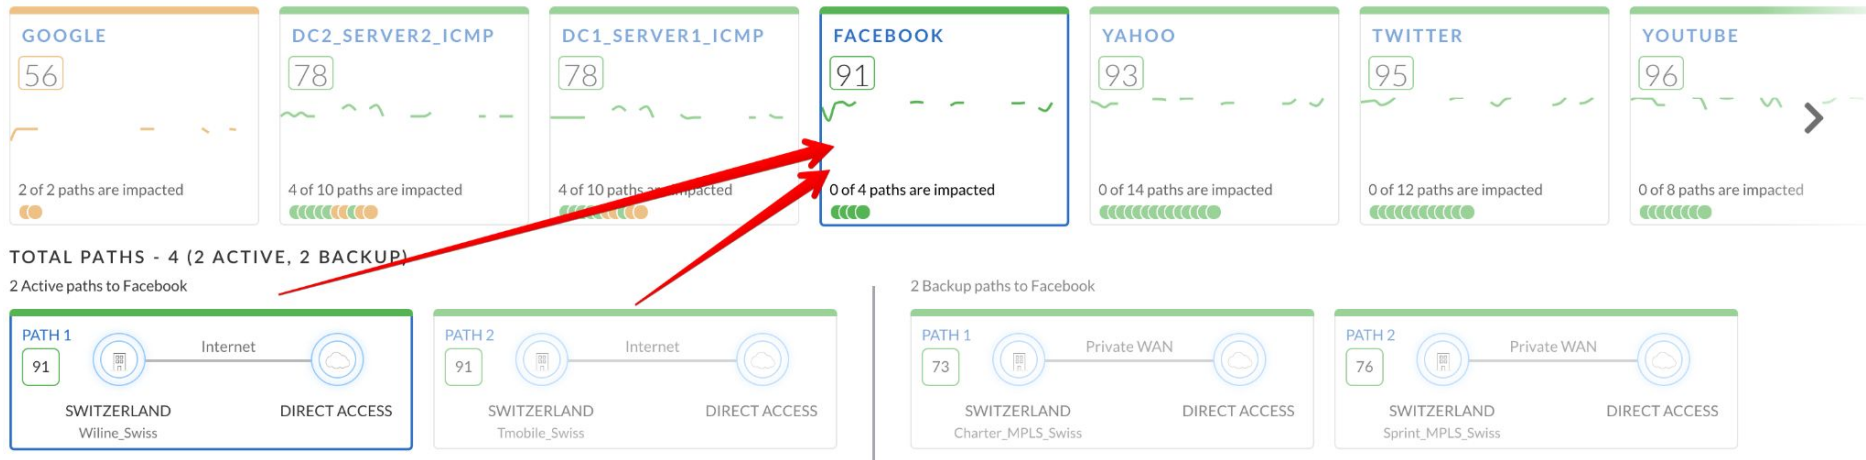 GOOGLE
56
2 of 2 paths are impacted
DC2_SERVER2_ICMP
78
4 of 10 paths are impacted
DC1_SERVER1_ICMP
78
4 of 10 paths are impacted
FACEBOOK
91
0 of 4 paths are impacted
YAHOO
93
0 of 14 paths are impacted
TWITTER
95
0 of 12 paths are impacted
YOUTUBE
96
0 of 8 paths are impacted
TOTAL PATHS - 4 (2 ACTIVE, 2 BACKUP)
2 Active paths to Facebook
PATH 1
91
Internet
SWITZERLAND
Wiline_Swiss
DIRECT ACCESS
PATH 2
91
Internet
SWITZERLAND
Tmobile_Swiss
DIRECT ACCESS
2 Backup paths to Facebook
PATH 1
73
Private WAN
SWITZERLAND
Charter_MPLS_Swiss
DIRECT ACCESS
PATH 2
76
Private WAN
SWITZERLAND
Sprint_MPLS_Swiss
DIRECT ACCESS